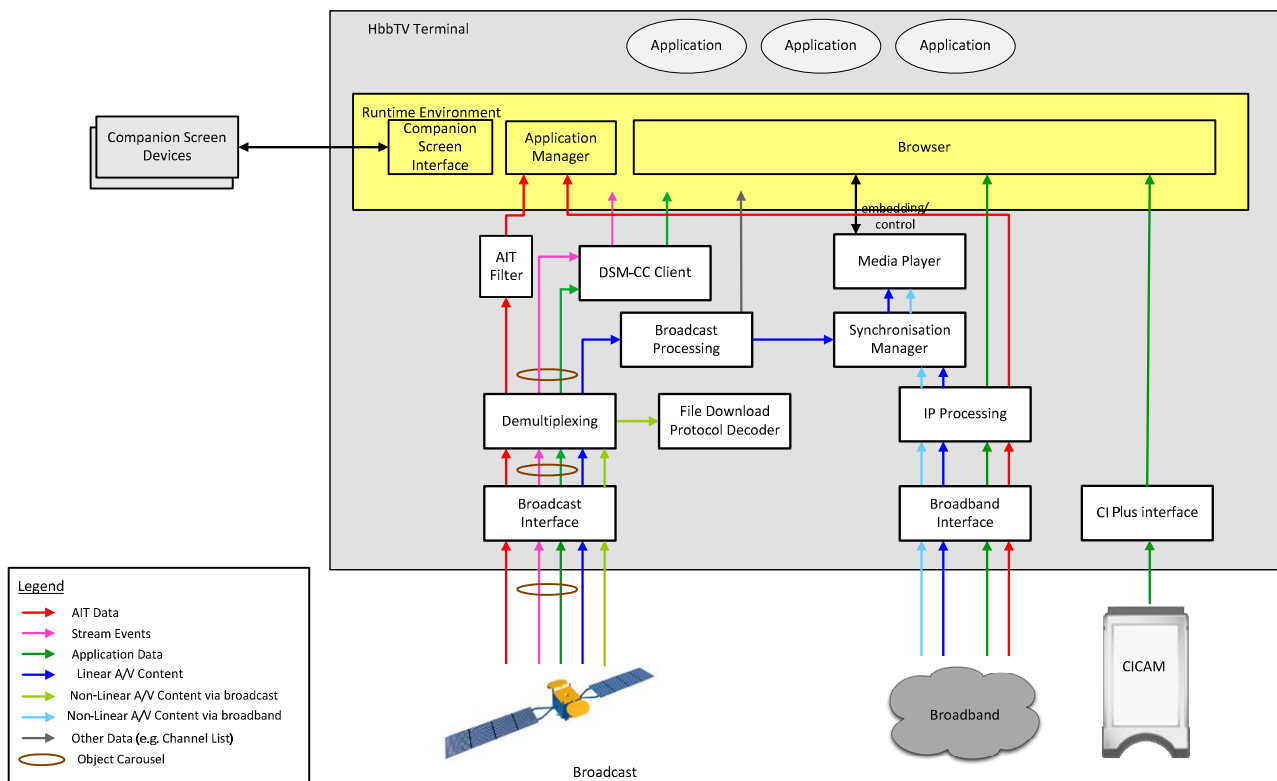 HbbTV Terminal
Application
Application
Application
Runtime Environment
Companion Screen
Devices
Companion
Screen
Interface
Application
Manager
Browser
embedding/
control
AIT
Filter
DSM-CC Client
Media Player
Broadcast
Processing
Synchronisation
Manager
Demultiplexing
File Download
Protocol Decoder
IP Processing
Broadcast
Interface
Broadband
Interface
CI Plus interface
Legend
AIT Data
Stream Events
Application Data
Linear A/V Content
Non-Linear A/V Content via broadcast
Non-Linear A/V Content via broadband
Other Data (e.g. Channel List)
Object Carousel
Broadcast
Broadband
CICAM